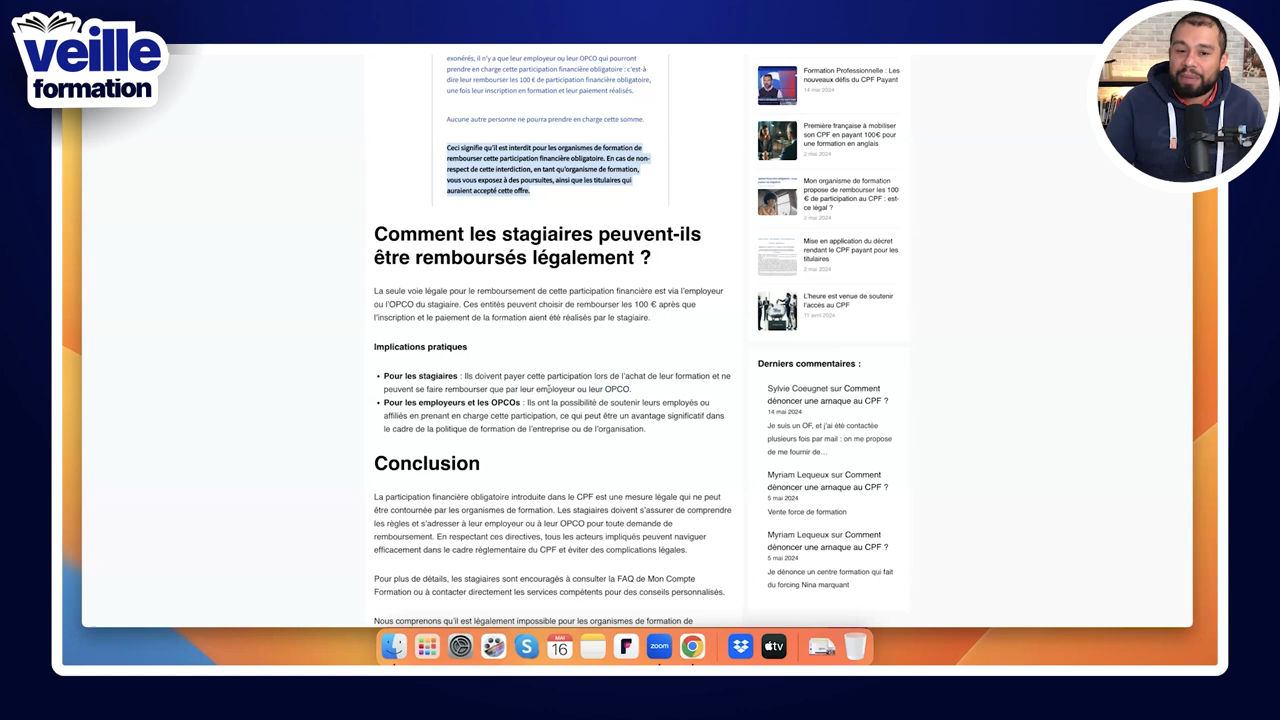 veille
formation
exonérés, il n'y a que leur employeur ou leur OPCO qui pourront
prendre en charge cette participation financière obligatoire : c'est-à
dire leur rembourser les 100 € de participation financière obligatoire,
une fois leur inscription en formation et leur paiement réalisés.
Aucune autre personne ne pourra prendre en charge cette somme.
Ceci signifie qu'il est interdit pour les organismes de formation de
rembourser cette participation financière obligatoire. En cas de non-
respect de cette interdiction, en tant qu'organisme de formation,
vous vous exposez à des poursuites, ainsi que les titulaires qui
auraient accepté cette offre.
Comment les stagiaires peuvent-ils
être remboursés légalement ?
La seule voie légale pour le remboursement de cette participation financière est via l'employeur
ou l'OPCO du stagiaire. Ces entités peuvent choisir de rembourser les 100 € après que
l'inscription et le paiement de la formation aient été réalisés par le stagiaire.
Implications pratiques
• Pour les stagiaires : Ils doivent payer cette participation lors de l'achat de leur formation et ne
peuvent se faire rembourser que par leur employeur ou leur OPCO.
• Pour les employeurs et les OPCOs : Ils ont la possibilité de soutenir leurs employés ou
affiliés en prenant en charge cette participation, ce qui peut être un avantage significatif dans
le cadre de la politique de formation de l'entreprise ou de l'organisation.
Conclusion
La participation financière obligatoire introduite dans le CPF est une mesure légale qui ne peut
être contournée par les organismes de formation. Les stagiaires doivent s'assurer de comprendre
les règles et s'adresser à leur employeur ou à leur OPCO pour toute demande de
remboursement. En respectant ces directives, tous les acteurs impliqués peuvent naviguer
efficacement dans le cadre réglementaire du CPF et éviter des complications légales.
Pour plus de détails, les stagiaires sont encouragés à consulter la FAQ de Mon Compte
Formation ou à contacter directement les services compétents pour des conseils personnalisés.
Nous comprenons qu'il est légalement impossible pour les organismes de formation de
Formation Professionnelle : Les
nouveaux défis du CPF Payant
14 mai 2024
Première française à mobiliser
son CPF en payant 100€ pour
une formation en anglais
2 mai 2024
Mon organisme de formation
propose de rembourser les 100
€ de participation au CPF : est-
ce légal ?
2 mai 2024
Mise en application du décret
rendant le CPF payant pour les
titulaires
2 mai 2024
L'heure est venue de soutenir
l'accès au CPF
11 avril 2024
Derniers commentaires :
Sylvie Coeugnet sur Comment
dénoncer une arnaque au CPF ?
14 mai 2024
Je suis un OF, et j'ai été contactée
plusieurs fois par mail : on me propose
de me fournir de…
Myriam Lequeux sur Comment
dénoncer une arnaque au CPF ?
5 mai 2024
Vente force de formation
Myriam Lequeux sur Comment
dénoncer une arnaque au CPF ?
5 mai 2024
Je dénonce un centre formation qui fait
du forcing Nina marquant
MAI
16
zoom
tv